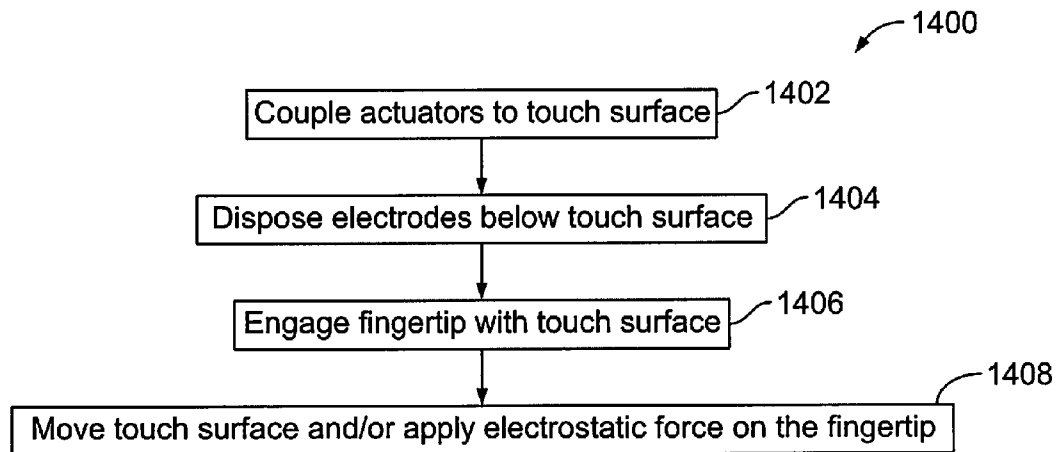 1400
Couple actuators to touch surface
1402
Dispose electrodes below touch surface
1404
Engage fingertip with touch surface
1406
1408
Move touch surface and/or apply electrostatic force on the fingertip